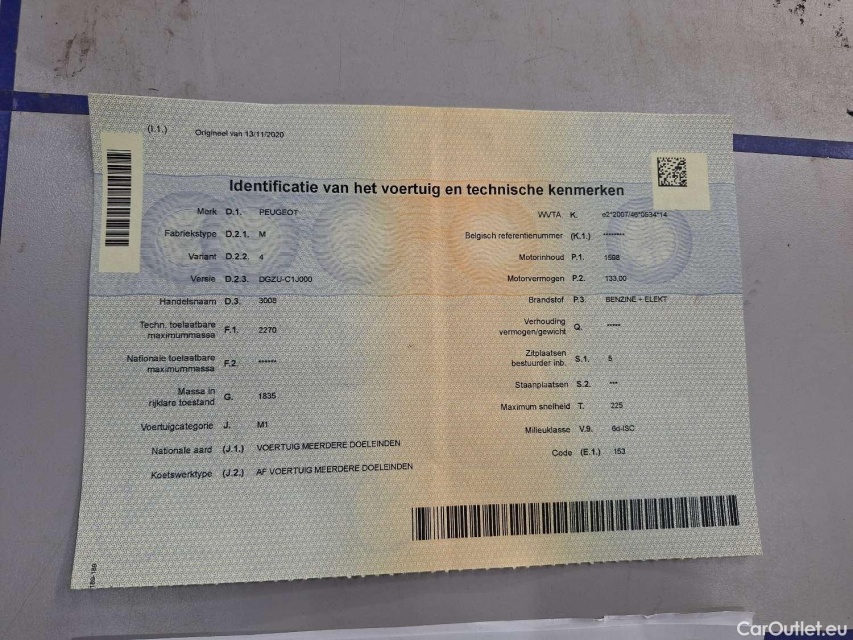 (I.1.) Origineel van 13/11/2020
Identificatie van het voertuig en technische kenmerken
Merk D.1. PEUGEOT
Fabriekstype D.2.1. M
Variant D.2.2. 4
Versie D.2.3. DGZU-C1J000
Handelsnaam D.3. 3008
Techn. toelaatbare
maximummassa F.1. 2270
Nationale toelaatbare
maximummassa F.2. ******
Massa in
rijklare toestand G. 1835
Voertuigcategorie J. M1
Nationale aard (J.1.) VOERTUIG MEERDERE DOELEINDEN
Koetswerktype (J.2.) AF VOERTUIG MEERDERE DOELEINDEN
WVTA K. e2*2007/46*0534*14
Belgisch referentienummer (K.1.) ********
Motorinhoud P.1. 1598
Motorvermogen P.2. 133.00
Brandstof P.3. BENZINE + ELEKT
Verhouding
vermogen/gewicht Q. *****
Zitplaatsen
bestuurder inb. S.1. 5
Staanplaatsen S.2. ***
Maximum snelheid T. 225
Milieuklasse V.9. 6d-ISC
Code (E.1.) 153
CarOutlet.eu